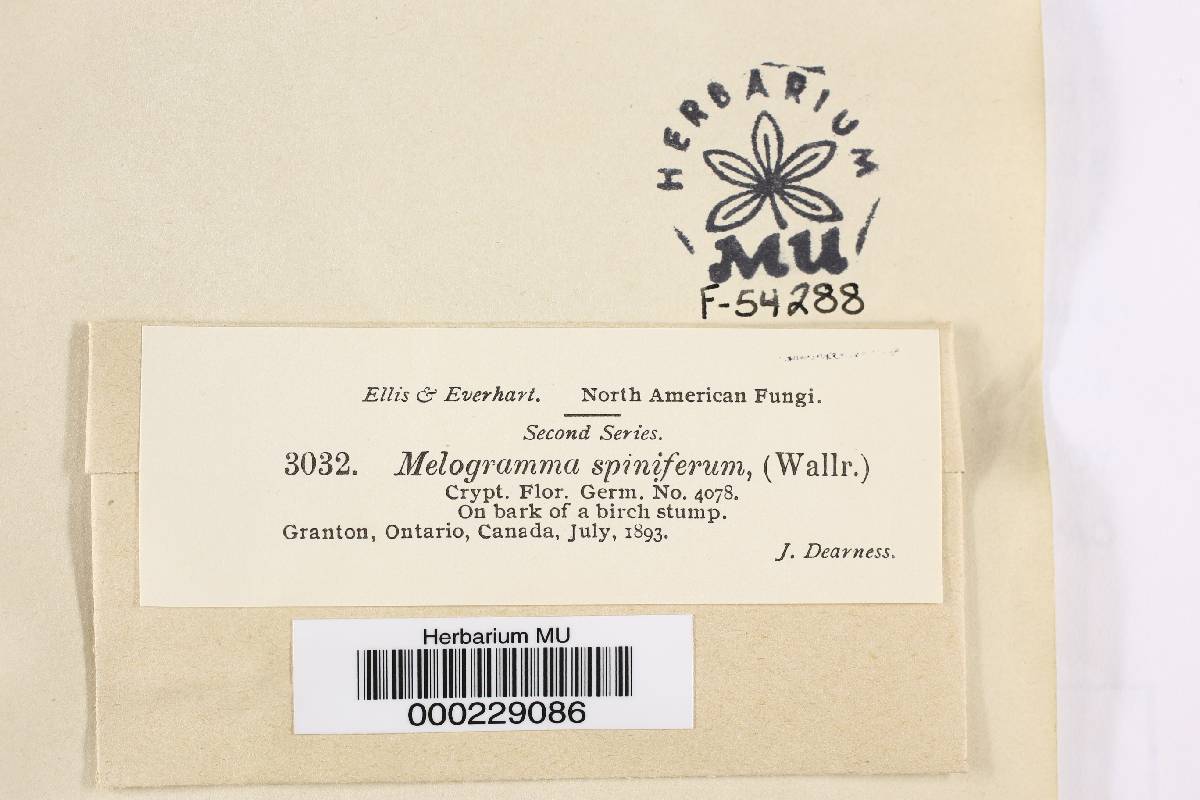 HERBARIUM
MU
F-54288
Ellis & Everhart. North American Fungi.
Second Series.
3032. Melogramma spiniferum, (Wallr.)
Crypt. Flor. Germ. No. 4078.
On bark of a birch stump.
Granton, Ontario, Canada, July, 1893.
J. Dearness.
Herbarium MU
000229086